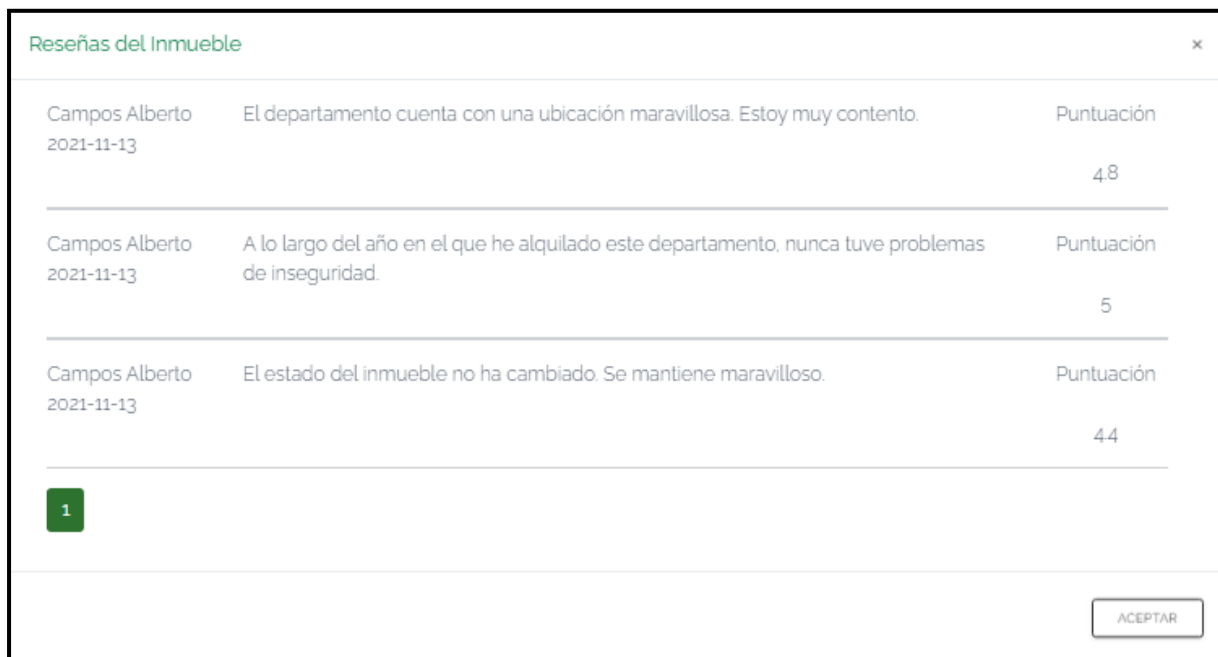 Reseñas del Inmueble
×
Campos Alberto
2021-11-13
El departamento cuenta con una ubicación maravillosa. Estoy muy contento.
Puntuación
4.8
Campos Alberto
2021-11-13
A lo largo del año en el que he alquilado este departamento, nunca tuve problemas
de inseguridad.
Puntuación
5
Campos Alberto
2021-11-13
El estado del inmueble no ha cambiado. Se mantiene maravilloso.
Puntuación
4.4
1
ACEPTAR